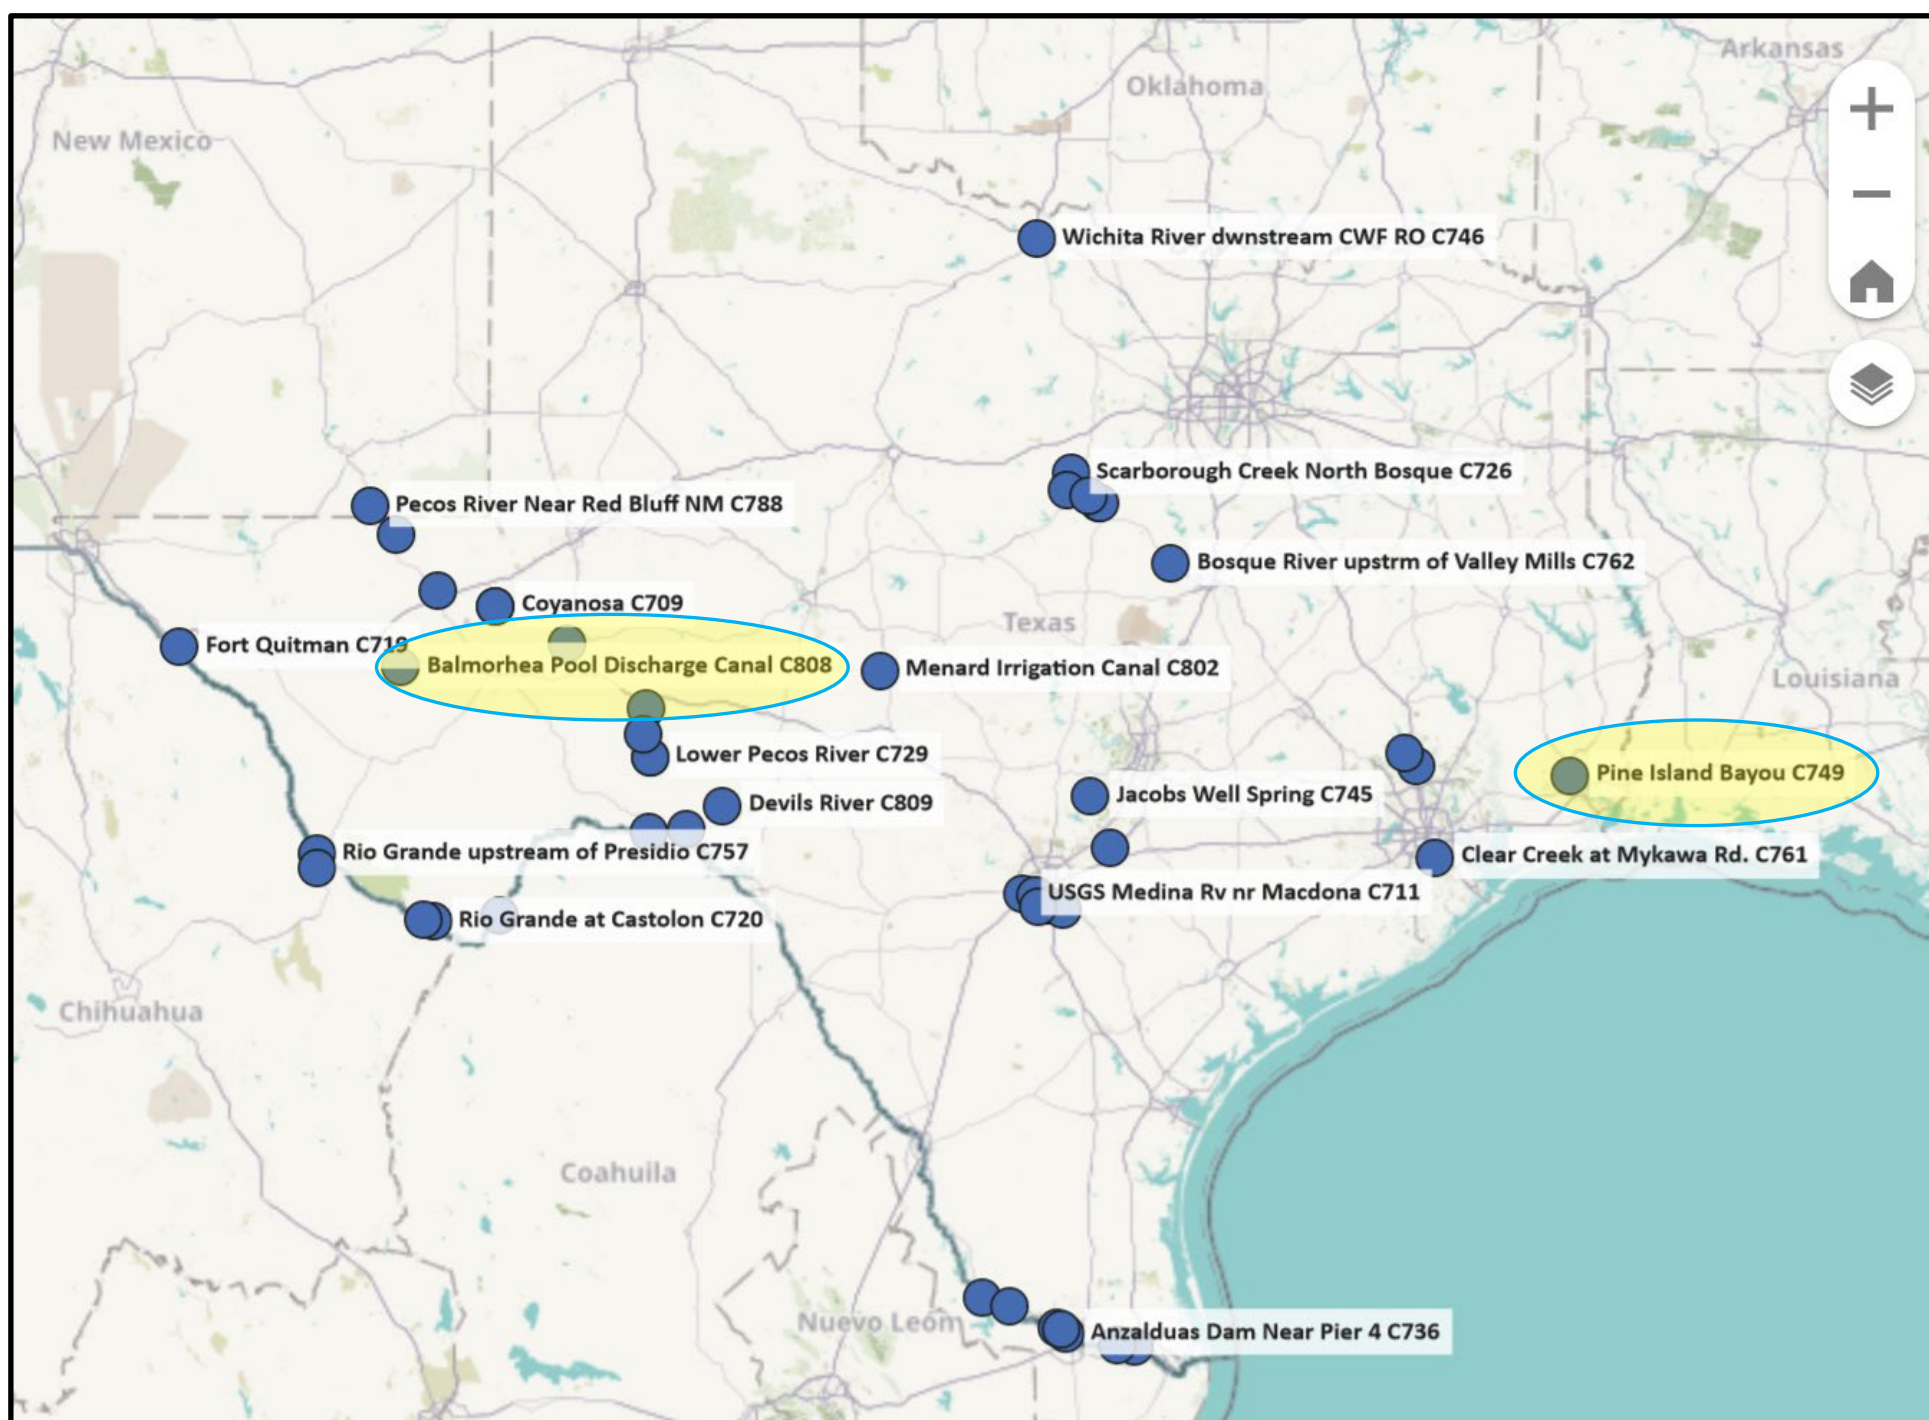 Arkansas
Oklahoma
New Mexico
Wichita River dwnstream CWF RO C746
Scarborough Creek North Bosque C726
Pecos River Near Red Bluff NM C788
Bosque River upstrm of Valley Mills C762
Coyanosa C709
Texas
Fort Quitman C719
Balmorhea Pool Discharge Canal C808
Menard Irrigation Canal C802
Louisiana
Lower Pecos River C729
Pine Island Bayou C749
Jacobs Well Spring C745
Devils River C809
Rio Grande upstream of Presidio C757
Clear Creek at Mykawa Rd. C761
USGS Medina Rv nr Macdona C711
Rio Grande at Castolon C720
Chihuahua
Coahuila
Nuevo León
Anzalduas Dam Near Pier 4 C736